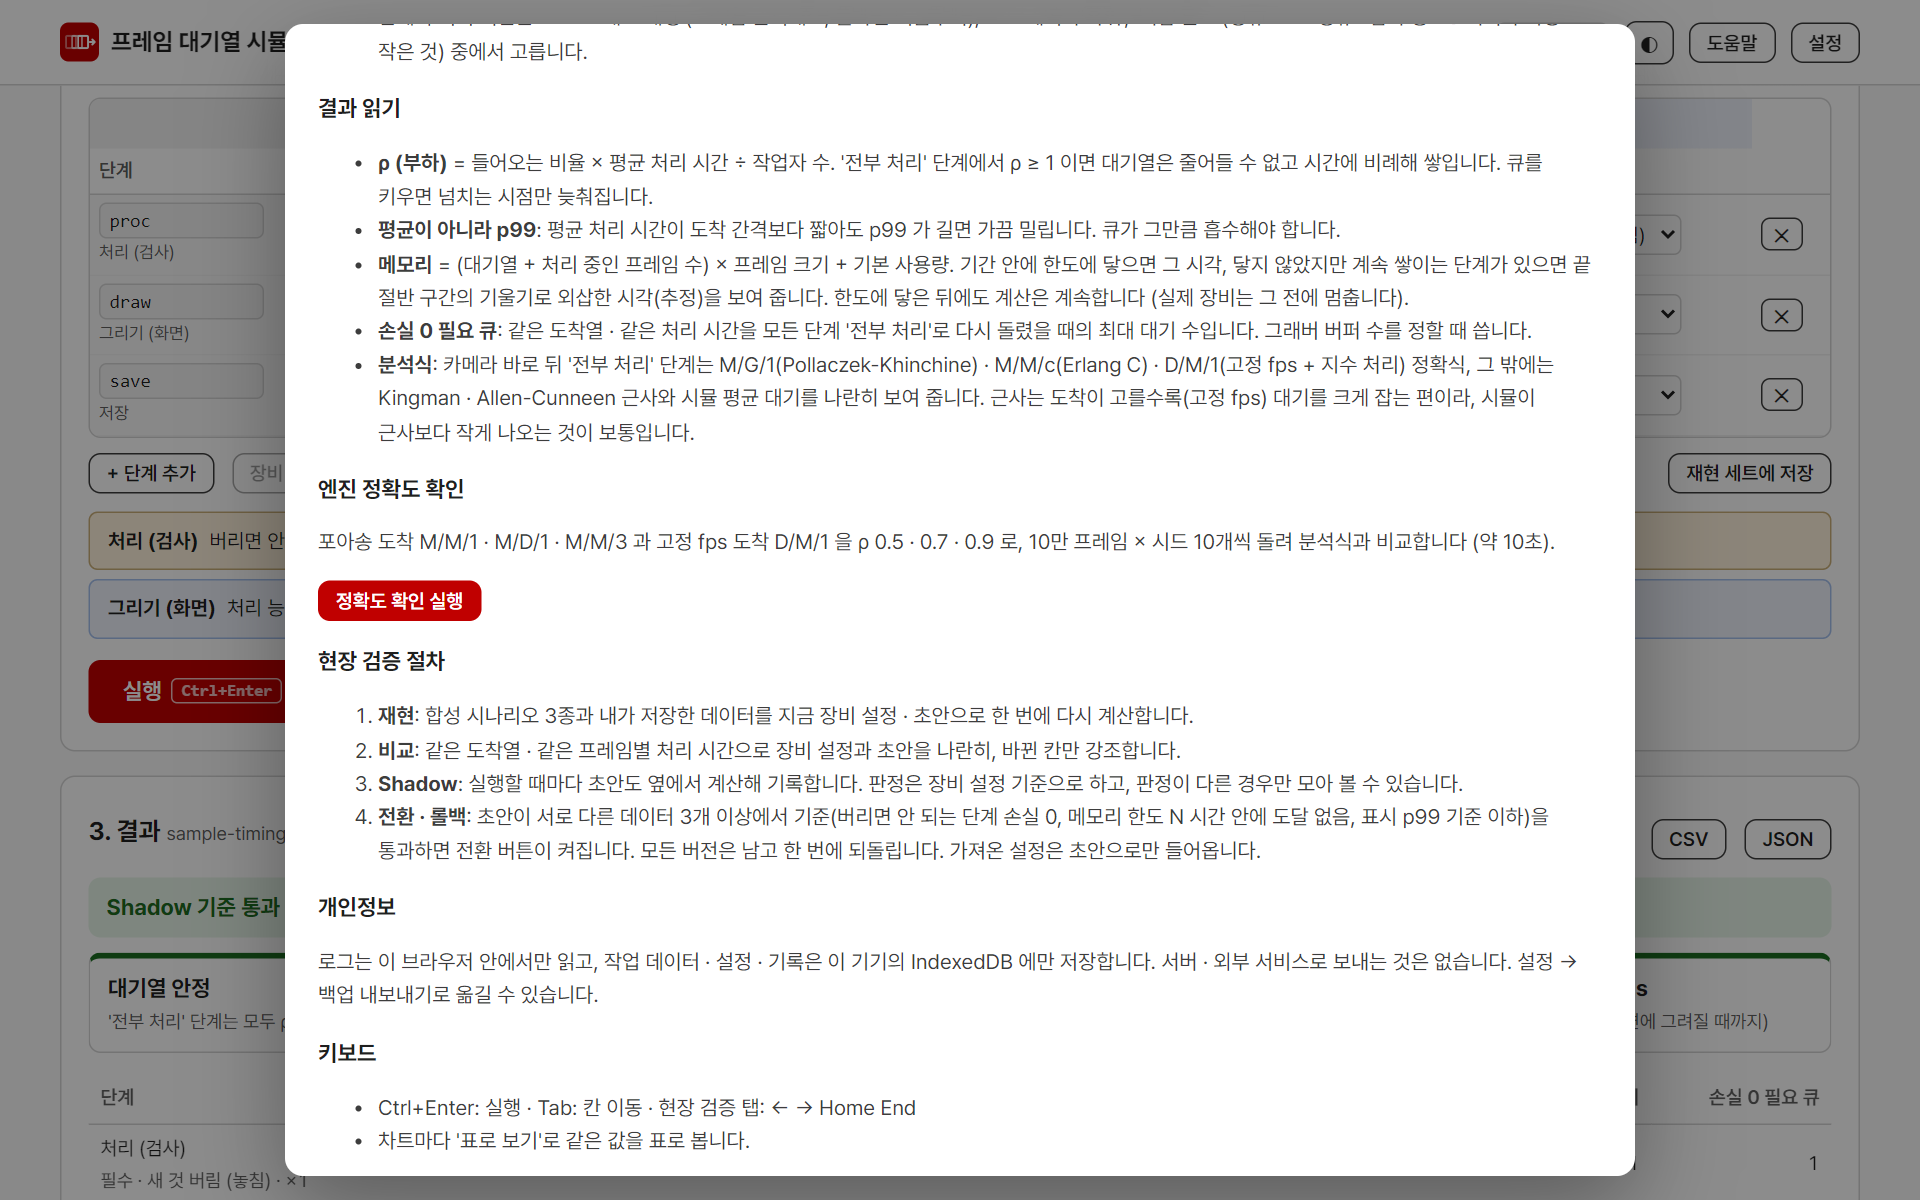 프레임 대기열 시뮬
도움말
설정
작은 것) 중에서 고릅니다.
결과 읽기
• ρ (부하) = 들어오는 비율 × 평균 처리 시간 ÷ 작업자 수. '전부 처리' 단계에서 ρ ≥ 1 이면 대기열은 줄어들 수 없고 시간에 비례해 쌓입니다. 큐를
키우면 넘치는 시점만 늦춰집니다.
• 평균이 아니라 p99: 평균 처리 시간이 도착 간격보다 짧아도 p99 가 길면 가끔 밀립니다. 큐가 그만큼 흡수해야 합니다.
• 메모리 = (대기열 + 처리 중인 프레임 수) × 프레임 크기 + 기본 사용량. 기간 안에 한도에 닿으면 그 시각, 닿지 않았지만 계속 쌓이는 단계가 있으면 끝
절반 구간의 기울기로 외삽한 시각(추정)을 보여 줍니다. 한도에 닿은 뒤에도 계산은 계속합니다 (실제 장비는 그 전에 멈춥니다).
• 손실 0 필요 큐: 같은 도착열 · 같은 처리 시간을 모든 단계 '전부 처리'로 다시 돌렸을 때의 최대 대기 수입니다. 그래버 버퍼 수를 정할 때 씁니다.
• 분석식: 카메라 바로 뒤 '전부 처리' 단계는 M/G/1(Pollaczek-Khinchine) · M/M/c(Erlang C) · D/M/1(고정 fps + 지수 처리) 정확식, 그 밖에는
Kingman · Allen-Cunneen 근사와 시뮬 평균 대기를 나란히 보여 줍니다. 근사는 도착이 고를수록(고정 fps) 대기를 크게 잡는 편이라, 시뮬이
근사보다 작게 나오는 것이 보통입니다.
엔진 정확도 확인
포아송 도착 M/M/1 · M/D/1 · M/M/3 과 고정 fps 도착 D/M/1 을 ρ 0.5 · 0.7 · 0.9 로, 10만 프레임 × 시드 10개씩 돌려 분석식과 비교합니다 (약 10초).
정확도 확인 실행
현장 검증 절차
1. 재현: 합성 시나리오 3종과 내가 저장한 데이터를 지금 장비 설정 · 초안으로 한 번에 다시 계산합니다.
2. 비교: 같은 도착열 · 같은 프레임별 처리 시간으로 장비 설정과 초안을 나란히, 바뀐 칸만 강조합니다.
3. Shadow: 실행할 때마다 초안도 옆에서 계산해 기록합니다. 판정은 장비 설정 기준으로 하고, 판정이 다른 경우만 모아 볼 수 있습니다.
4. 전환 · 롤백: 초안이 서로 다른 데이터 3개 이상에서 기준(버리면 안 되는 단계 손실 0, 메모리 한도 N 시간 안에 도달 없음, 표시 p99 기준 이하)을
통과하면 전환 버튼이 켜집니다. 모든 버전은 남고 한 번에 되돌립니다. 가져온 설정은 초안으로만 들어옵니다.
개인정보
로그는 이 브라우저 안에서만 읽고, 작업 데이터 · 설정 · 기록은 이 기기의 IndexedDB 에만 저장합니다. 서버 · 외부 서비스로 보내는 것은 없습니다. 설정 →
백업 내보내기로 옮길 수 있습니다.
키보드
• Ctrl+Enter: 실행 · Tab: 칸 이동 · 현장 검증 탭: ← → Home End
• 차트마다 '표로 보기'로 같은 값을 표로 봅니다.
단계
proc
처리 (검사)
draw
그리기 (화면)
save
저장
+ 단계 추가
장비
재현 세트에 저장
처리 (검사) 버리면 안
그리기 (화면) 처리 능
실행 Ctrl+Enter
3. 결과 sample-timing
CSV
JSON
Shadow 기준 통과
대기열 안정
'전부 처리' 단계는 모두
s
에 그려질 때까지)
단계
손실 0 필요 큐
처리 (검사)
필수 · 새 것 버림 (놓침) · ×1
1